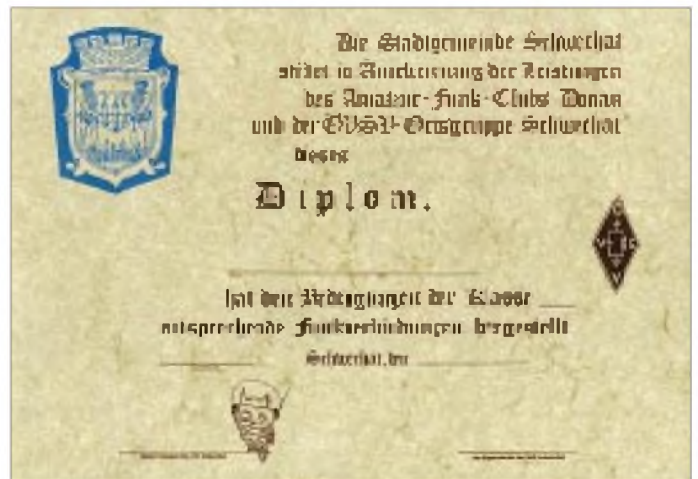 Die Stadtgemeinde Schwechat
stiftet in Anerkennung der Leistungen
des Amateur-Funk-Clubs Donau
und der ÖVSV-Ortsgruppe Schwechat
dieses
Diplom.
hat den Bedingungen der Klasse
entsprechende Funkverbindungen hergestellt
Schwechat, den